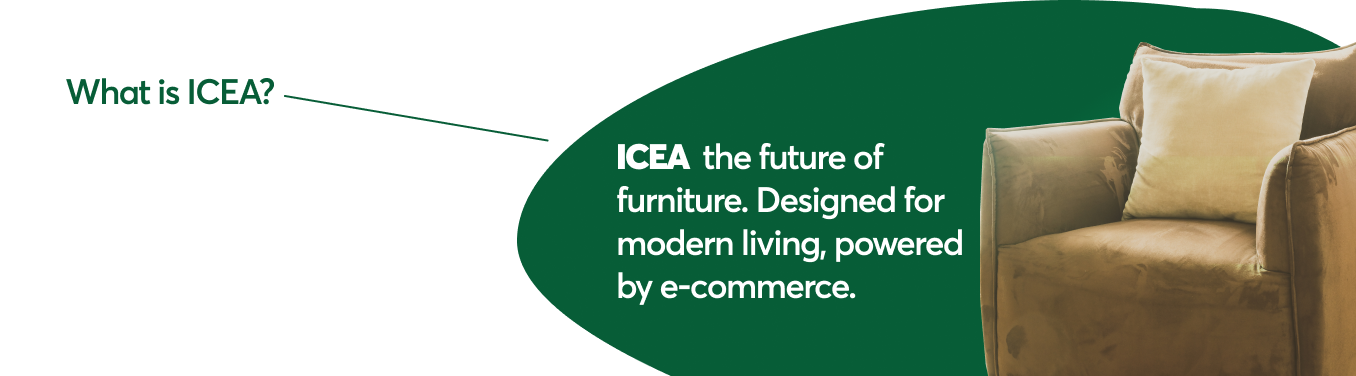 What is ICEA?
ICEA the future of
furniture. Designed for
modern living, powered
by e-commerce.